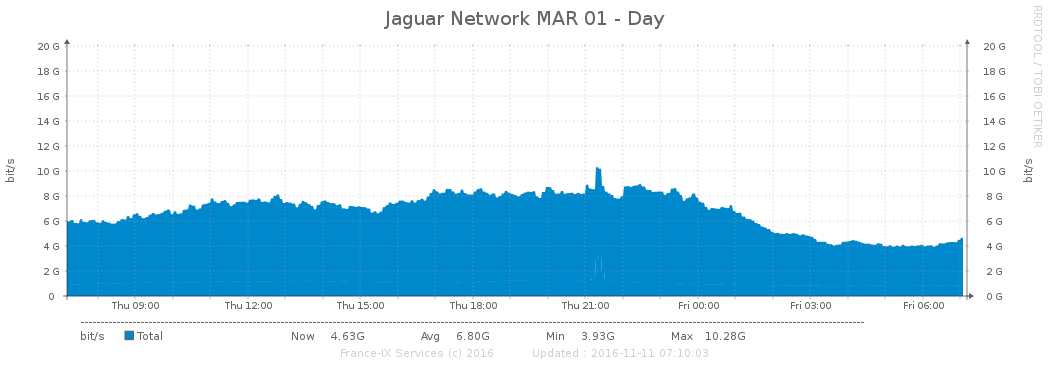 Jaguar Network MAR 01 - Day
RRDTOOL / TOBI OETIKER
bit/s
bit/s
20 G 20 G
18 G 18 G
16 G 16 G
14 G 14 G
12 G 12 G
10 G 10 G
8 G 8 G
6 G 6 G
4 G 4 G
2 G 2 G
0 0 G
Thu 09:00 Thu 12:00 Thu 15:00 Thu 18:00 Thu 21:00 Fri 00:00 Fri 03:00 Fri 06:00
bit/s Total Now 4.63G Avg 6.80G Min 3.93G Max 10.28G
France-IX Services (c) 2016 Updated : 2016-11-11 07:10:03